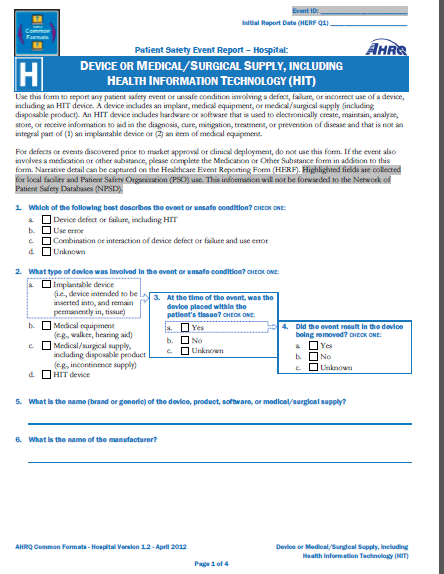 Event ID:
Initial Report Date (HERF Q1)
Common
Formats
Patient Safety Event Report – Hospital:
AHRQ
H
DEVICE OR MEDICAL/SURGICAL SUPPLY, INCLUDING
HEALTH INFORMATION TECHNOLOGY (HIT)
Use this form to report any patient safety event or unsafe condition involving a defect, failure, or incorrect use of a device,
including an HIT device. A device includes an implant, medical equipment, or medical/surgical supply (including
disposable product). An HIT device includes hardware or software that is used to electronically create, maintain, analyze,
store, or receive information to aid in the diagnosis, cure, mitigation, treatment, or prevention of disease and that is not an
integral part of (1) an implantable device or (2) an item of medical equipment.
For defects or events discovered prior to market approval or clinical deployment, do not use this form. If the event also
involves a medication or other substance, please complete the Medication or Other Substance form in addition to this
form. Narrative detail can be captured on the Healthcare Event Reporting Form (HERF). Highlighted fields are collected
for local facility and Patient Safety Organization (PSO) use. This information will not be forwarded to the Network of
Patient Safety Databases (NPSD).
1. Which of the following best describes the event or unsafe condition? CHECK ONE:
a. Device defect or failure, including HIT
b. Use error
c. Combination or interaction of device defect or failure and use error
d. Unknown
2. What type of device was involved in the event or unsafe condition? CHECK ONE:
a. Implantable device
(i.e., device intended to be
inserted into, and remain
permanently in, tissue)
b. Medical equipment
(e.g., walker, hearing aid)
c. Medical/surgical supply,
including disposable product
(e.g., incontinence supply)
d. HIT device
3. At the time of the event, was the
device placed within the
patient's tissue? CHECK ONE:
a. Yes
b. No
c. Unknown
4. Did the event result in the device
being removed? CHECK ONE:
a. Yes
b. No
c. Unknown
5. What is the name (brand or generic) of the device, product, software, or medical/surgical supply?
6. What is the name of the manufacturer?
AHRQ Common Formats - Hospital Version 1.2 - April 2012
Device or Medical/Surgical Supply, Including
Health Information Technology (HIT)
Page 1 of 4